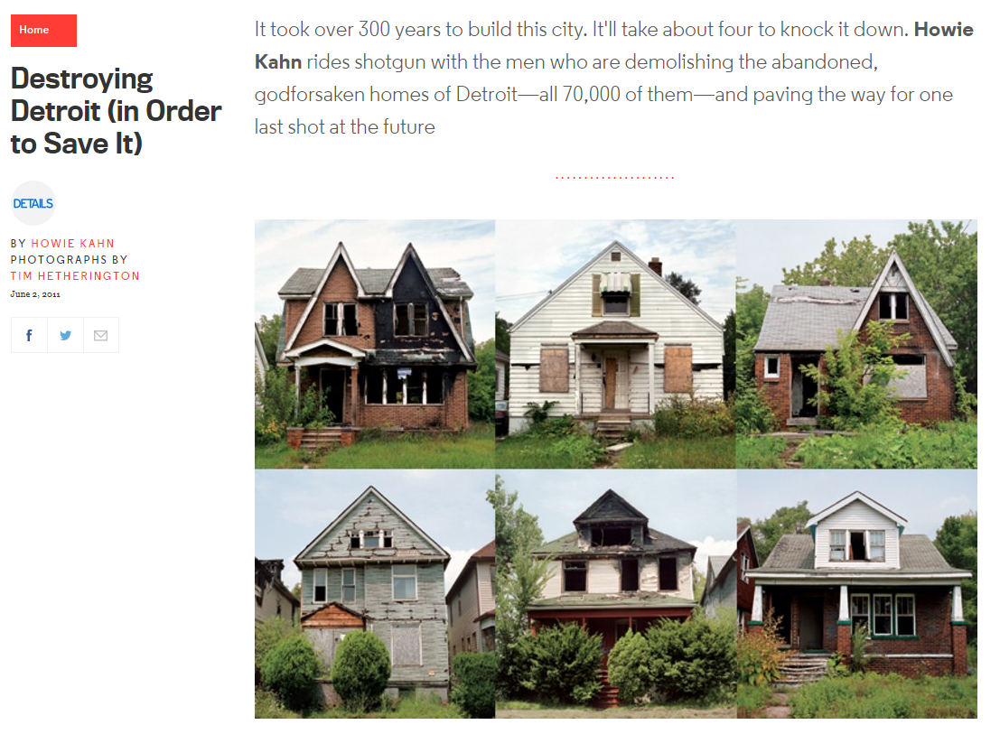 Home
Destroying
Detroit (in Order
to Save It)
DETAILS
BY HOWIE KAHN
PHOTOGRAPHS BY
TIM HETHERINGTON
June 2, 2011
It took over 300 years to build this city. It'll take about four to knock it down. Howie
Kahn rides shotgun with the men who are demolishing the abandoned,
godforsaken homes of Detroit—all 70,000 of them—and paving the way for one
last shot at the future